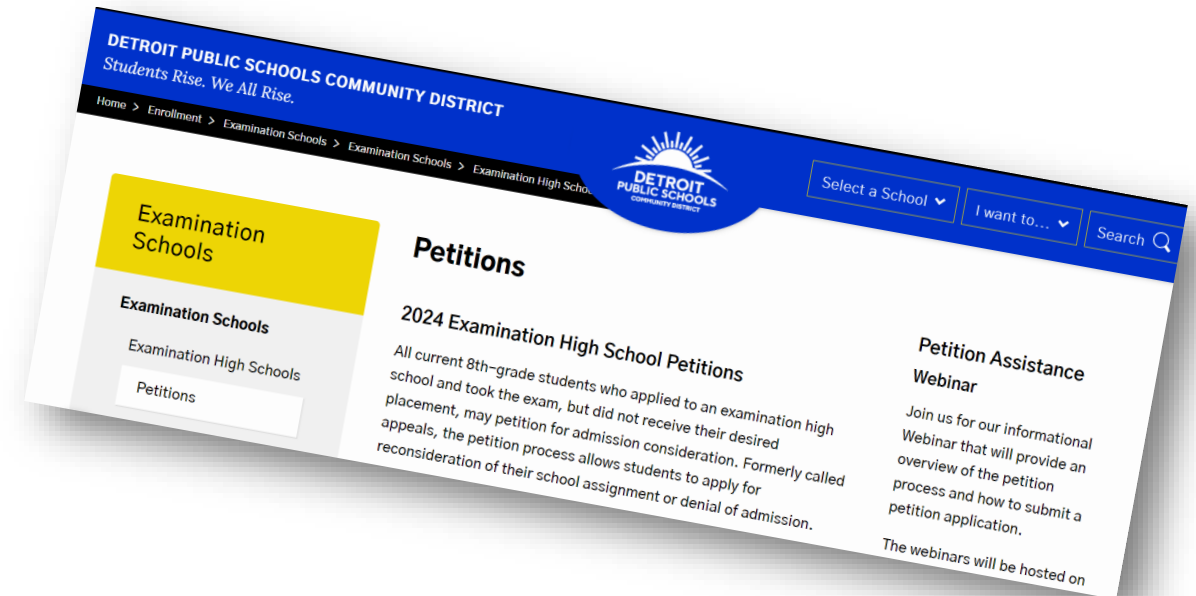 DETROIT PUBLIC SCHOOLS COMMUNITY DISTRICT
Students Rise. We All Rise.
Home > Enrollment > Examination Schools > Examination Schools > Examination High Schoo
DETROIT
PUBLIC SCHOOLS
COMMUNITY DISTRICT
Select a School
I want to...
Search
Examination
Schools
Examination Schools
Examination High Schools
Petitions
Petitions
2024 Examination High School Petitions
All current 8th-grade students who applied to an examination high
school and took the exam, but did not receive their desired
placement, may petition for admission consideration. Formerly called
appeals, the petition process allows students to apply for
reconsideration of their school assignment or denial of admission.
Petition Assistance
Webinar
Join us for our informational
Webinar that will provide an
overview of the petition
process and how to submit a
petition application.
The webinars will be hosted on